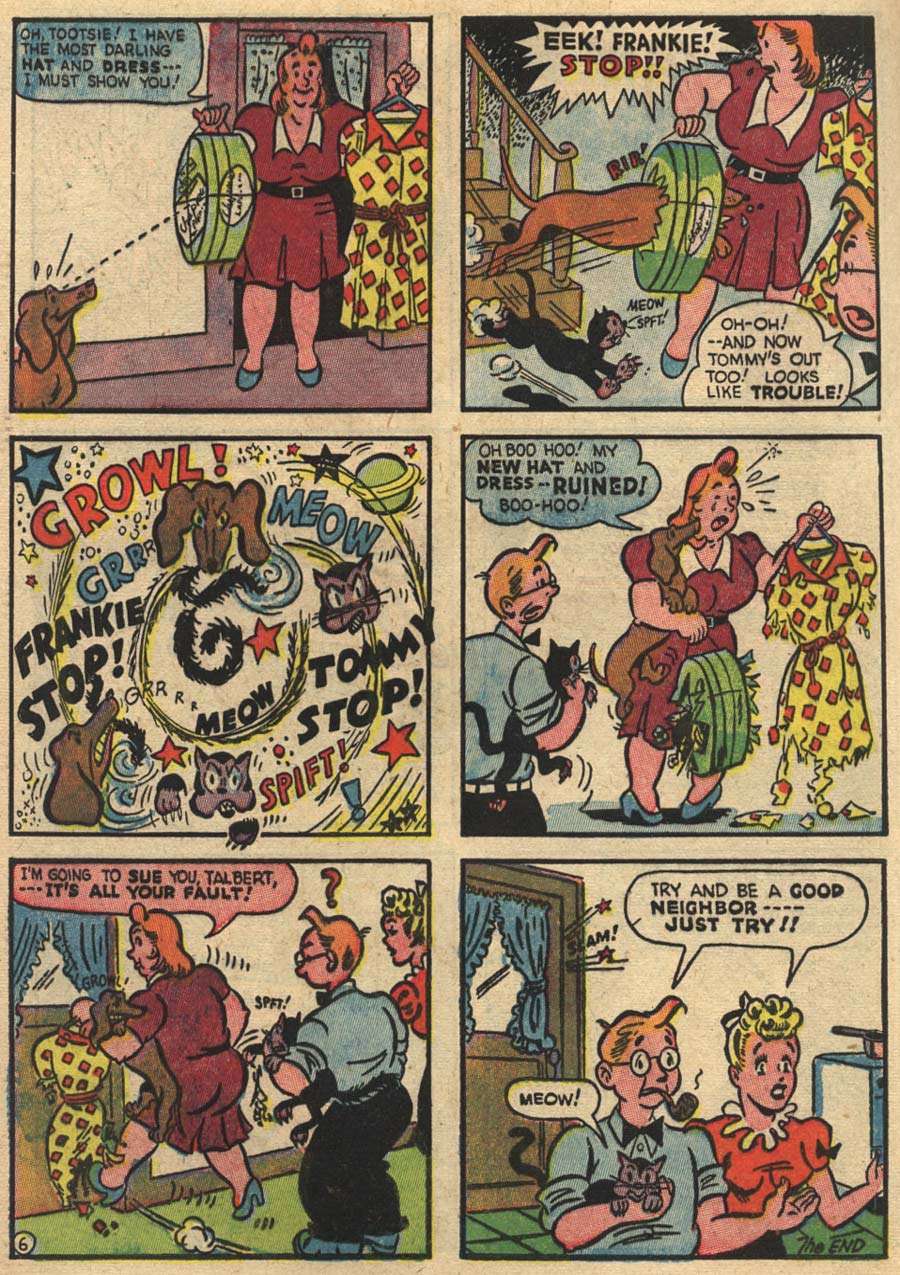 OH, TOOTSIE! I HAVE
THE MOST DARLING
HAT AND DRESS---
I MUST SHOW YOU!
EEK! FRANKIE!
STOP!!
RIP!
MEOW
SPFT!
OH-OH!
--AND NOW
TOMMY'S OUT
TOO! LOOKS
LIKE TROUBLE!
GROWL!
MEOW
GRRR
FRANKIE
STOP!
GRR R R
MEOW
TOMMY
STOP!
SPIFT!
OH BOO HOO! MY
NEW HAT AND
DRESS--RUINED!
BOO-HOO!
I'M GOING TO SUE YOU, TALBERT,
---IT'S ALL YOUR FAULT!
?
GROWL!
SPFT!
6
SLAM!
TRY AND BE A GOOD
NEIGHBOR----
JUST TRY!!
MEOW!
The END